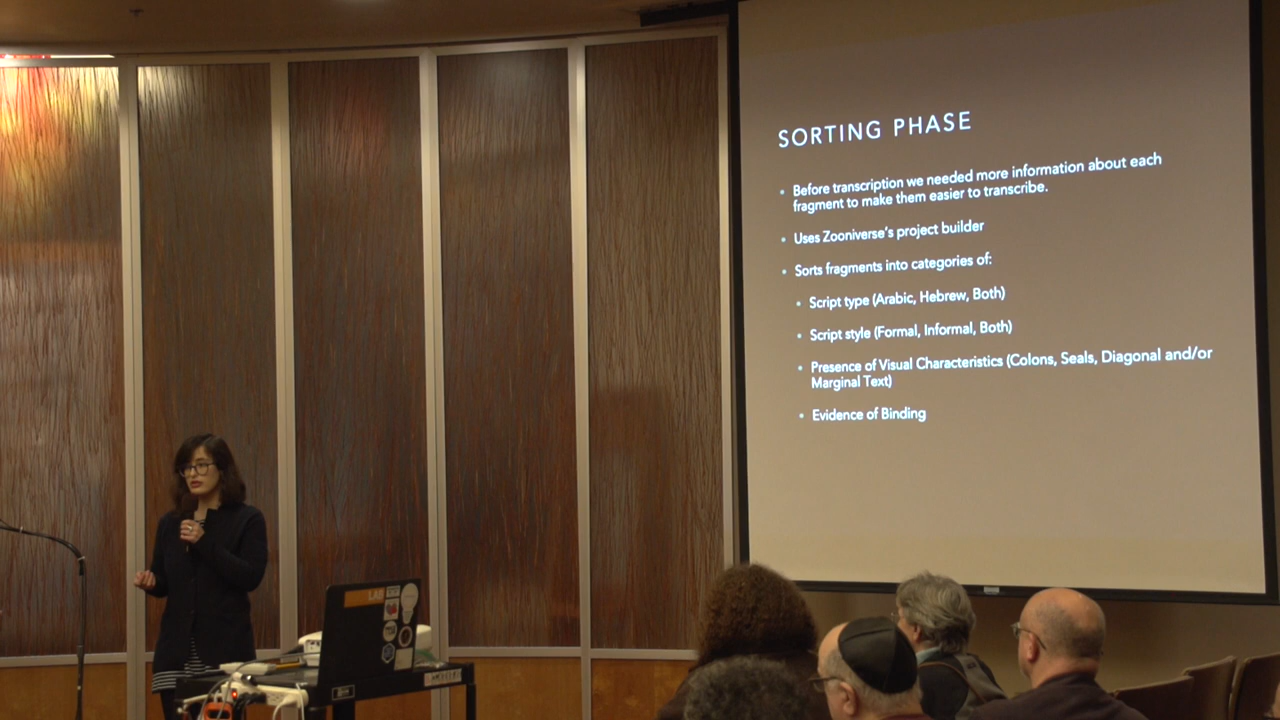 SORTING PHASE
• Before transcription we needed more information about each
fragment to make them easier to transcribe.
• Uses Zooniverse's project builder
• Sorts fragments into categories of:
• Script type (Arabic, Hebrew, Both)
• Script style (Formal, Informal, Both)
• Presence of Visual Characteristics (Colons, Seals, Diagonal and/or
Marginal Text)
• Evidence of Binding
LAB